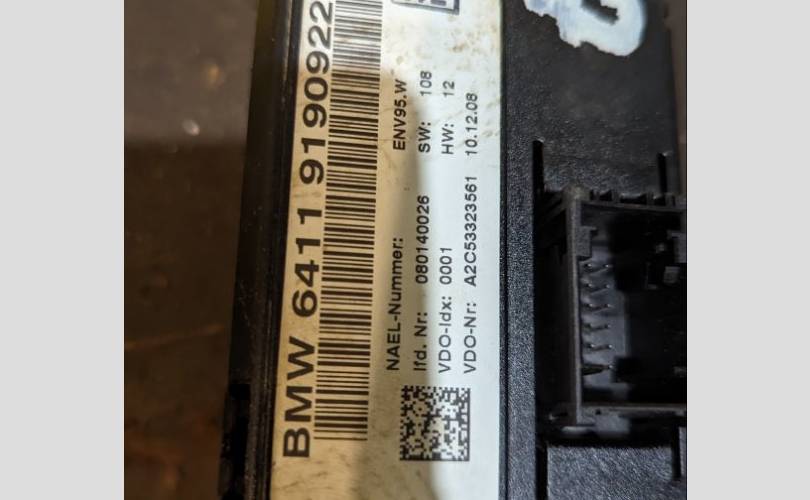 BMW 6411 9190922
NAEL-Nummer: ENV95.W
lfd. Nr: 080140026 SW: 108
VDO-Idx: 0001 HW: 12
VDO-Nr: A2C53323561 10.12.08